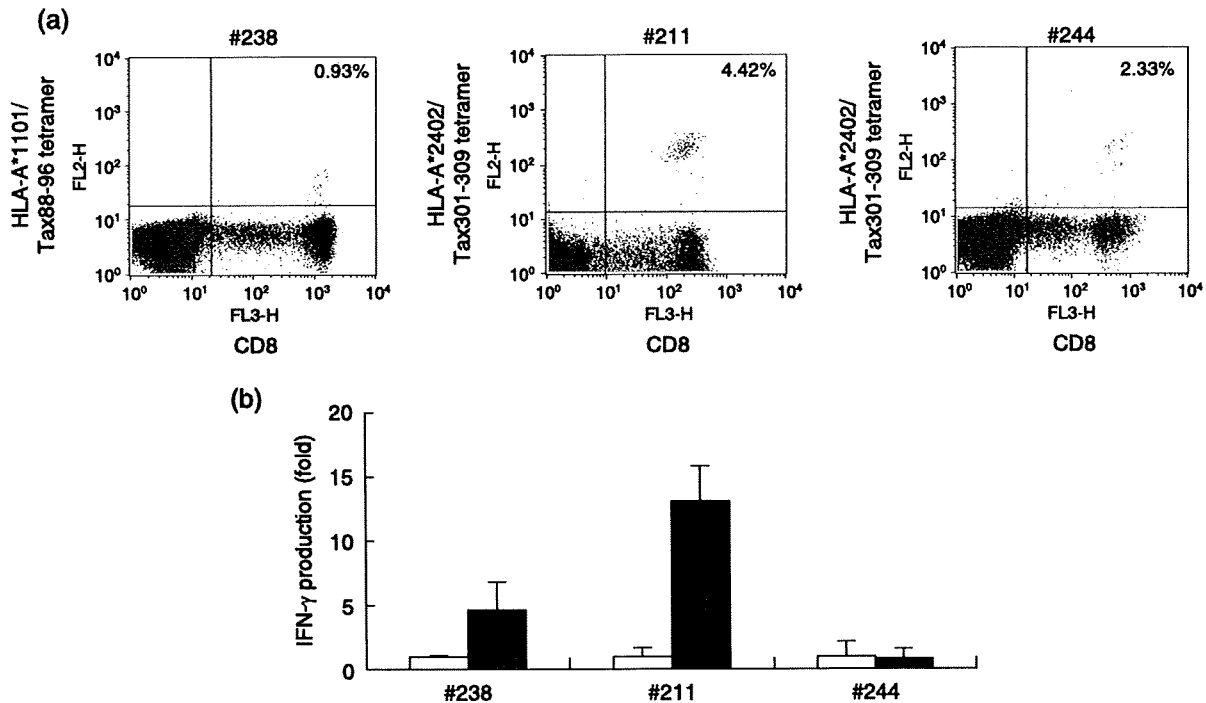 (a)
#238
HLA-A*1101/
Tax88-96 tetramer
FL2-H
10⁴
10³
10²
10¹
10⁰
0.93%
10⁰ 10¹ 10² 10³ 10⁴
FL3-H
CD8
#211
HLA-A*2402/
Tax301-309 tetramer
FL2-H
10⁴
10³
10²
10¹
10⁰
4.42%
10⁰ 10¹ 10² 10³ 10⁴
FL3-H
CD8
#244
HLA-A*2402/
Tax301-309 tetramer
FL2-H
10⁴
10³
10²
10¹
10⁰
2.33%
10⁰ 10¹ 10² 10³ 10⁴
FL3-H
CD8
(b)
IFN-γ production (fold)
20
15
10
5
0
#238 #211 #244